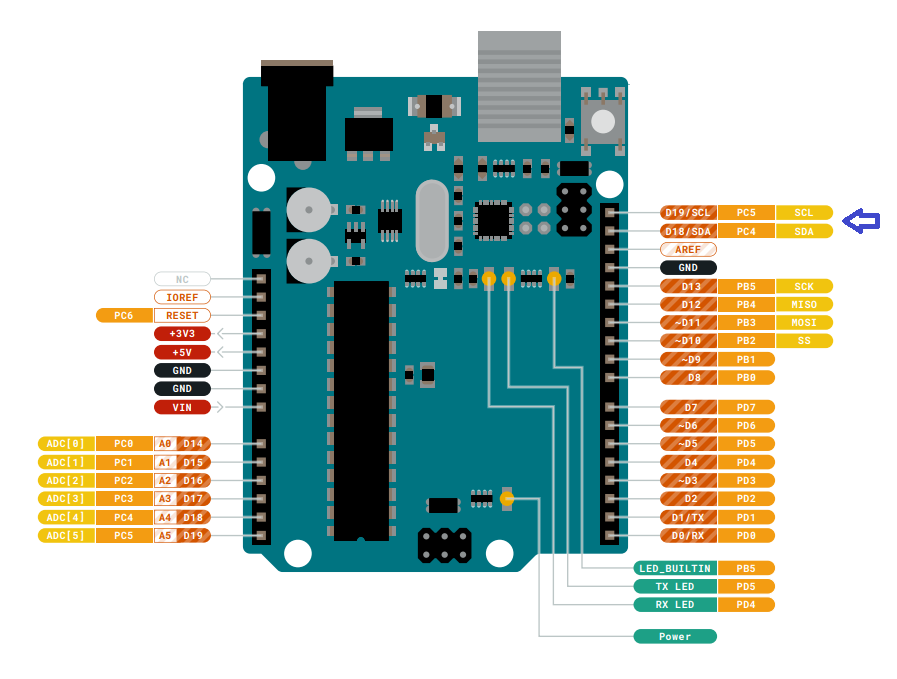 D19/SCL PC5 SCL
D18/SDA PC4 SDA
AREF
GND
D13 PB5 SCK
D12 PB4 MISO
~D11 PB3 MOSI
~D10 PB2 SS
~D9 PB1
D8 PB0
D7 PD7
~D6 PD6
~D5 PD5
D4 PD4
~D3 PD3
D2 PD2
D1/TX PD1
D0/RX PD0
LED_BUILTIN PB5
TX LED PD5
RX LED PD4
Power
NC
IOREF
PC6 RESET
+3V3
+5V
GND
GND
VIN
ADC[0] PC0 A0 D14
ADC[1] PC1 A1 D15
ADC[2] PC2 A2 D16
ADC[3] PC3 A3 D17
ADC[4] PC4 A4 D18
ADC[5] PC5 A5 D19